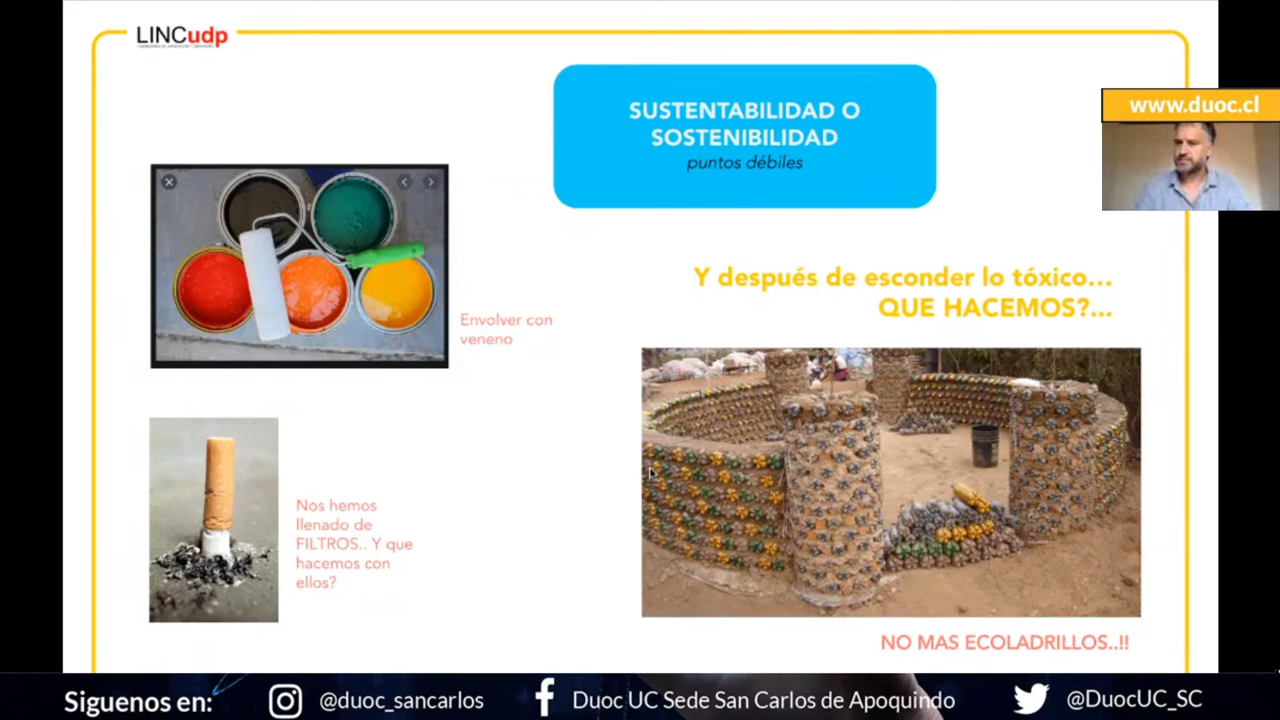 LINCudp
SUSTENTABILIDAD O
SOSTENIBILIDAD
puntos débiles
www.duoc.cl
Y después de esconder lo tóxico...
QUE HACEMOS?...
Envolver con
veneno
Nos hemos
llenado de
FILTROS.. Y que
hacemos con
ellos?
NO MAS ECOLADRILLOS..!!
Siguenos en:
@duoc_sancarlos
Duoc UC Sede San Carlos de Apoquindo
@DuocUC_SC